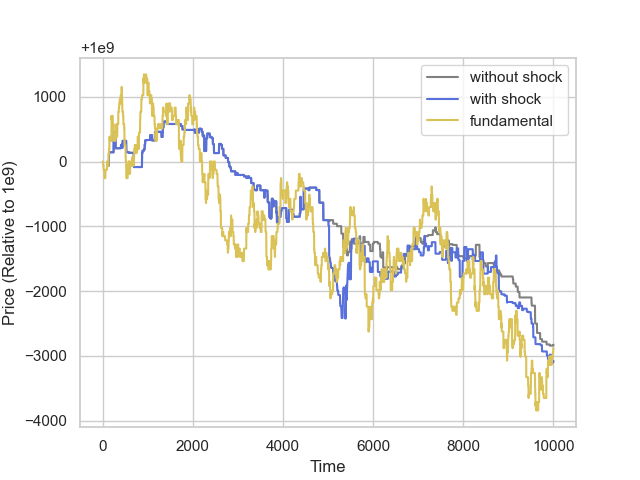 +1e9
1000
0
−1000
−2000
−3000
−4000
Price (Relative to 1e9)
without shock
with shock
fundamental
0
2000
4000
6000
8000
10000
Time